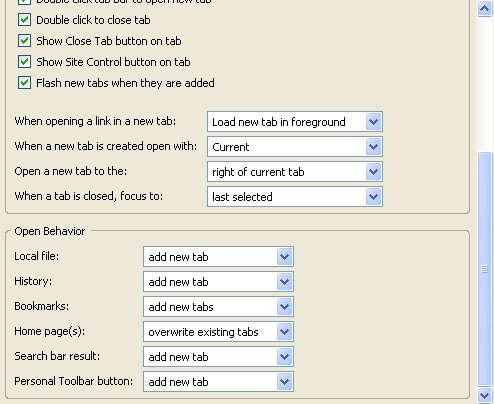 Double click tab bar to open new tab
Double click to close tab
Show Close Tab button on tab
Show Site Control button on tab
Flash new tabs when they are added
When opening a link in a new tab: Load new tab in foreground
When a new tab is created open with: Current
Open a new tab to the: right of current tab
When a tab is closed, focus to: last selected
Open Behavior
Local file: add new tab
History: add new tab
Bookmarks: add new tabs
Home page(s): overwrite existing tabs
Search bar result: add new tab
Personal Toolbar button: add new tab